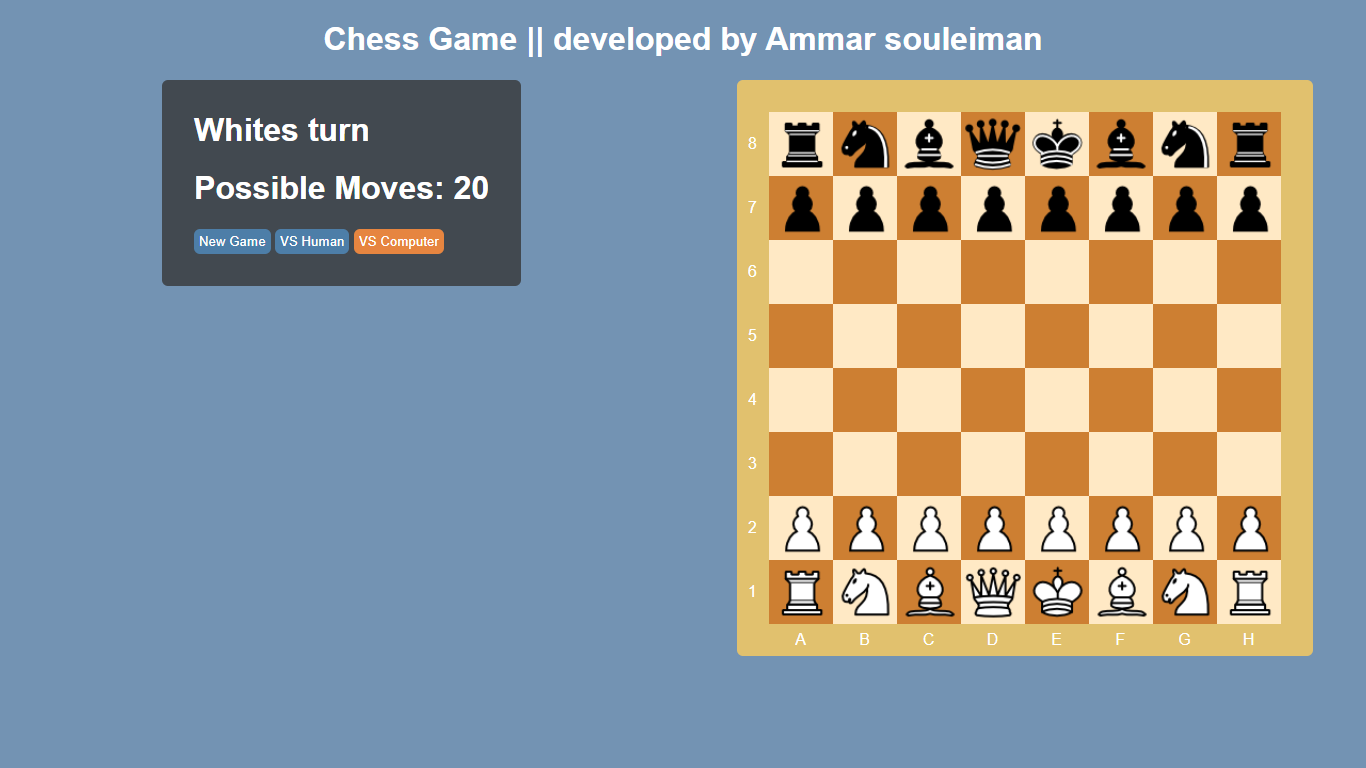 Chess Game || developed by Ammar souleiman
Whites turn
Possible Moves: 20
New Game VS Human VS Computer
8
7
6
5
4
3
2
1
A B C D E F G H